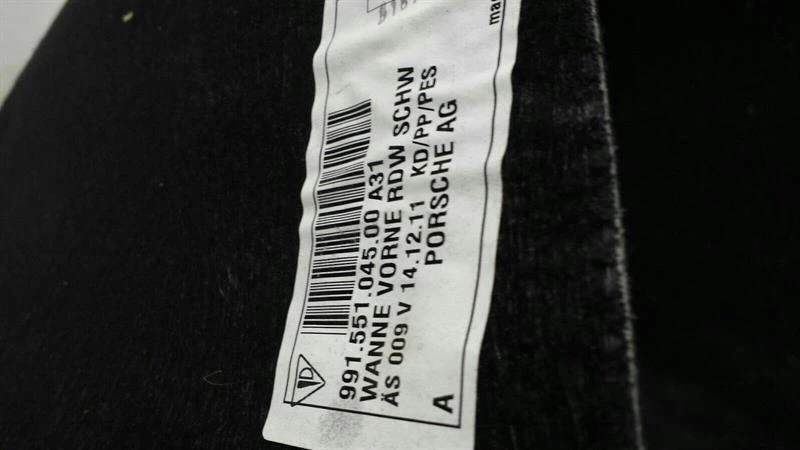 991.551.045.00 A31
WANNE VORNE RDW SCHW
ÄS 009 V 14.12.11 KD/PP/PES
PORSCHE AG
A
D